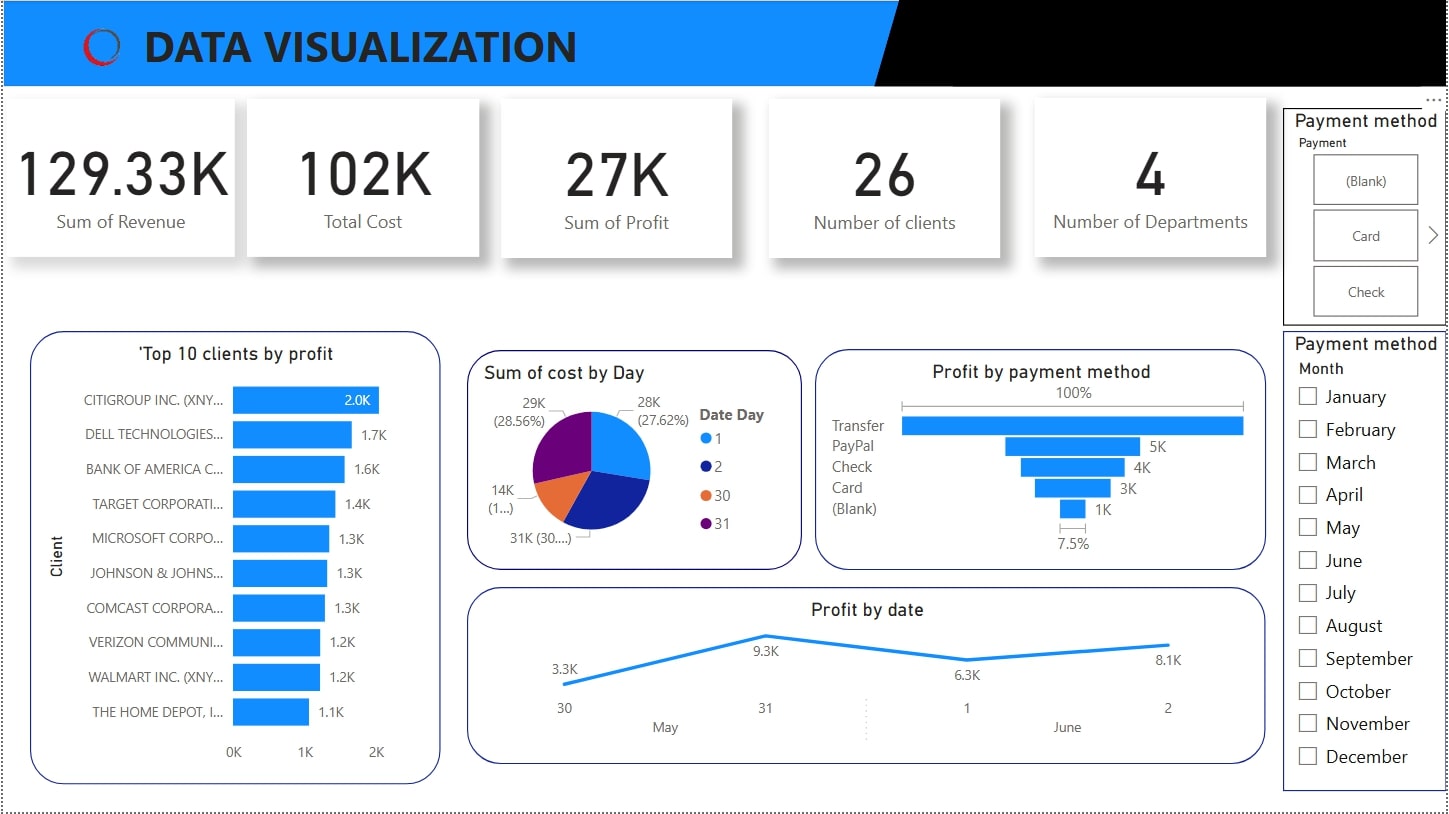 DATA VISUALIZATION
129.33K
Sum of Revenue
102K
Total Cost
27K
Sum of Profit
26
Number of clients
4
Number of Departments
Payment method
Payment
(Blank)
Card
Check
'Top 10 clients by profit
Client
CITIGROUP INC. (XNY... 2.0K
DELL TECHNOLOGIES... 1.7K
BANK OF AMERICA C... 1.6K
TARGET CORPORATI... 1.4K
MICROSOFT CORPO... 1.3K
JOHNSON & JOHNS... 1.3K
COMCAST CORPORA... 1.3K
VERIZON COMMUNI... 1.2K
WALMART INC. (XNY... 1.2K
THE HOME DEPOT, I... 1.1K
0K 1K 2K
Sum of cost by Day
28K
(27.62%)
31K (30....)
14K
(1...)
29K
(28.56%)
Date Day
1
2
30
31
Profit by payment method
100%
Transfer
PayPal 5K
Check 4K
Card 3K
(Blank) 1K
7.5%
Profit by date
3.3K 9.3K 6.3K 8.1K
30 31 1 2
May June
Payment method
Month
January
February
March
April
May
June
July
August
September
October
November
December